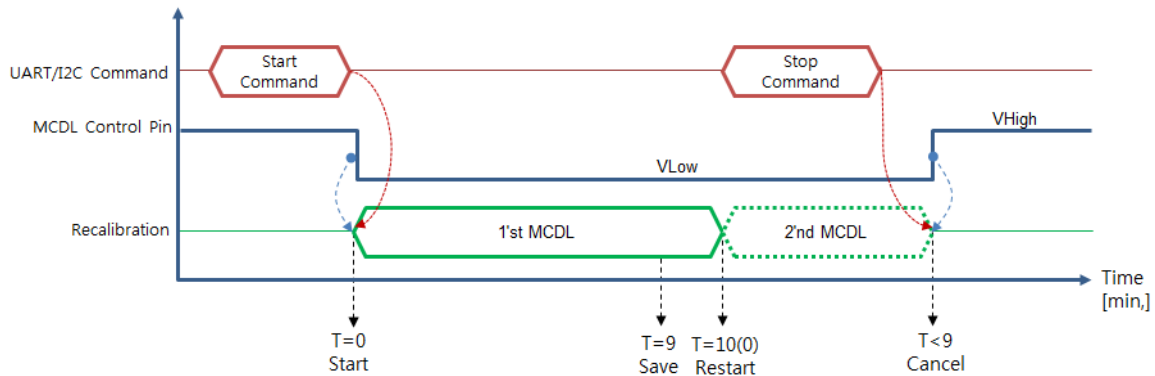 Start
Command
Stop
Command
UART/I2C Command
MCDL Control Pin
VHigh
VLow
Recalibration
1'st MCDL
2'nd MCDL
Time
[min,]
T=0
Start
T=9
Save
T=10(0)
Restart
T<9
Cancel